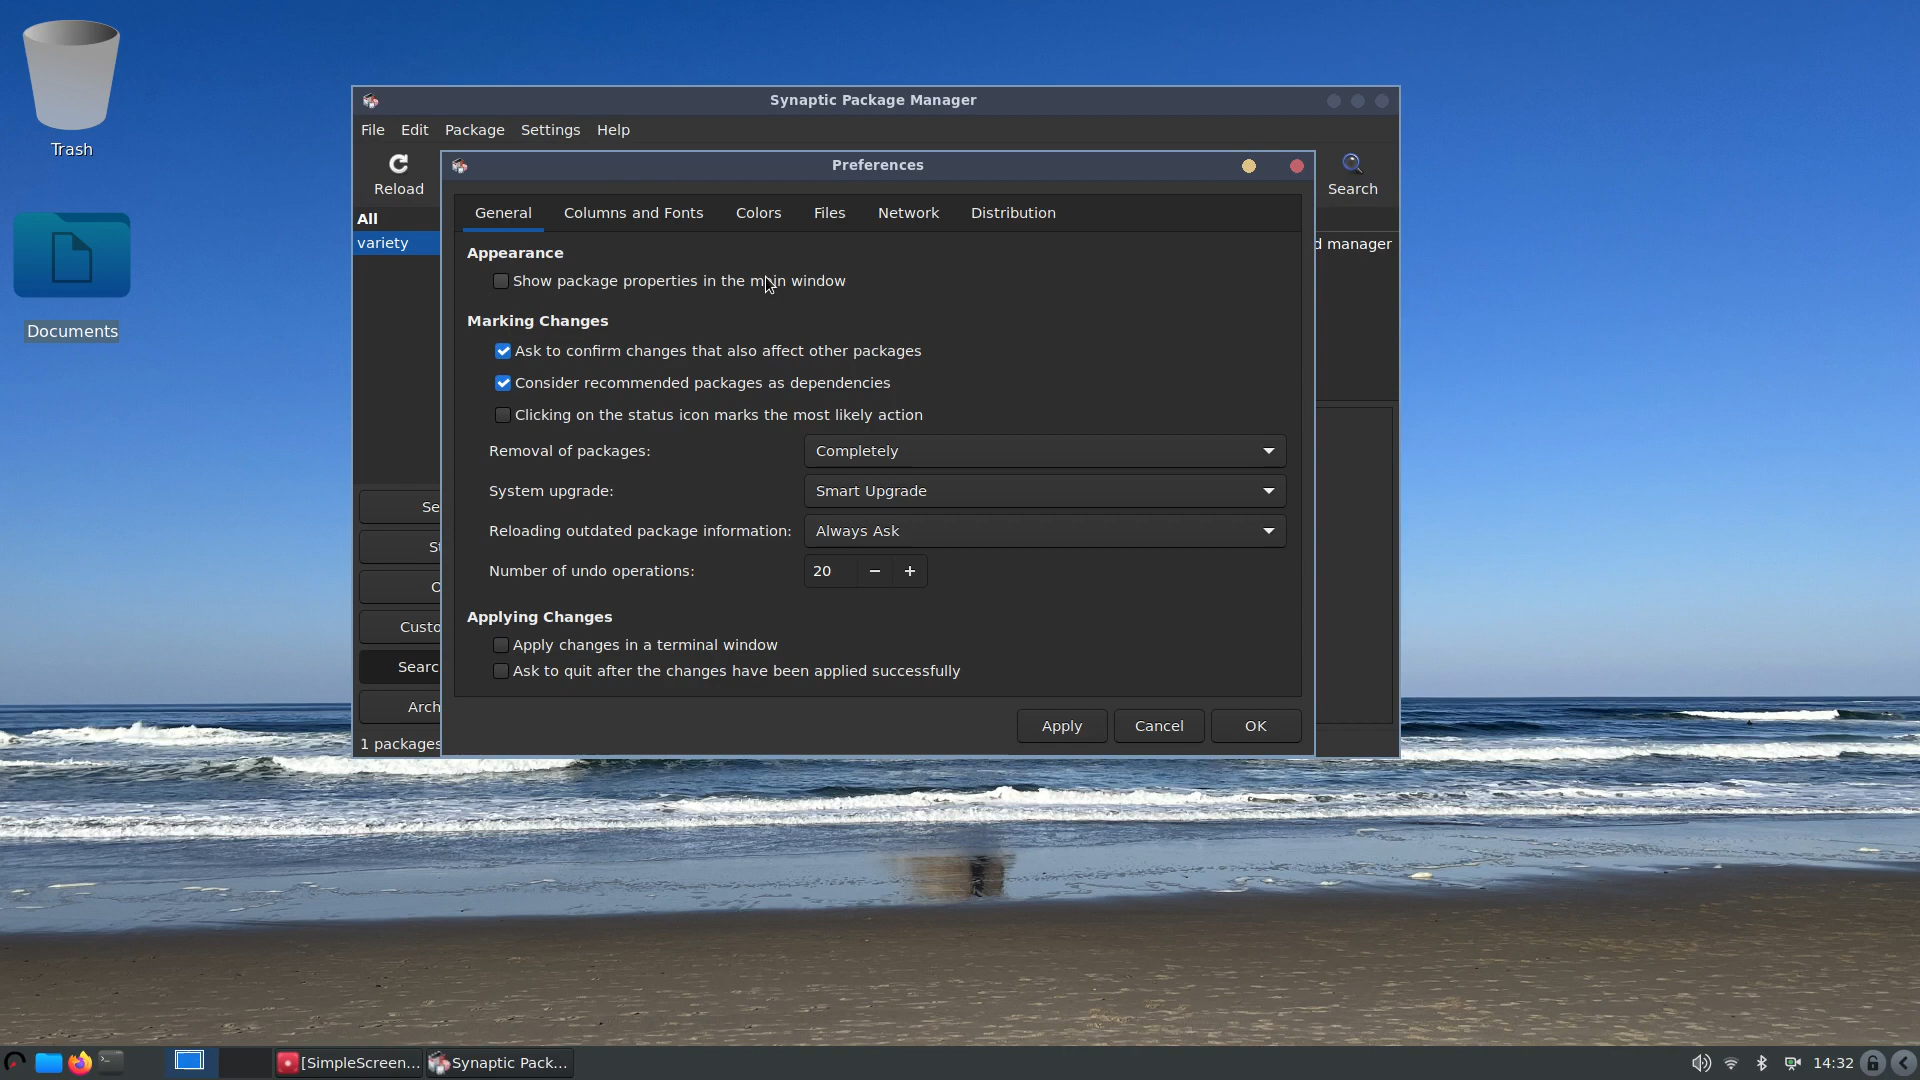 Trash
Documents
Synaptic Package Manager
File Edit Package Settings Help
Reload
Search
All
variety
d manager
Preferences
General Columns and Fonts Colors Files Network Distribution
Appearance
Show package properties in the main window
Marking Changes
Ask to confirm changes that also affect other packages
Consider recommended packages as dependencies
Clicking on the status icon marks the most likely action
Removal of packages: Completely
System upgrade: Smart Upgrade
Reloading outdated package information: Always Ask
Number of undo operations: 20 − +
Applying Changes
Apply changes in a terminal window
Ask to quit after the changes have been applied successfully
Apply Cancel OK
Se
St
O
Custo
Searc
Arch
1 packages
[SimpleScreen... Synaptic Pack... 14:32